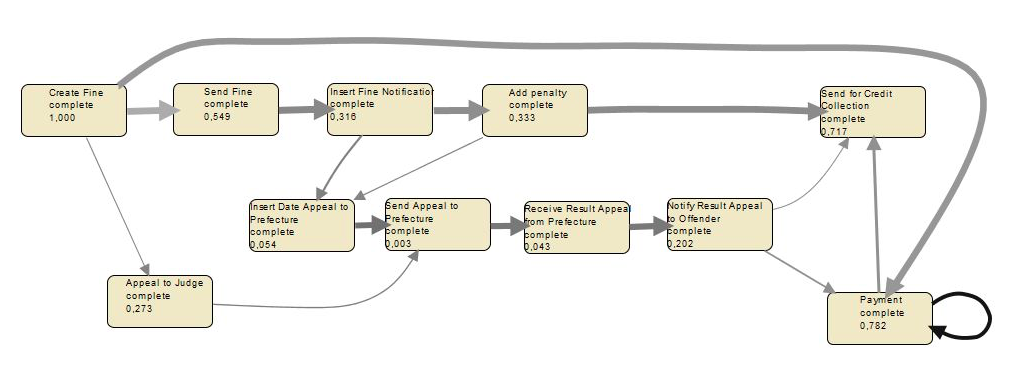 Create Fine
complete
1,000
Send Fine
complete
0,549
Insert Fine Notification
complete
0,316
Add penalty
complete
0,333
Send for Credit
Collection
complete
0,717
Insert Date Appeal to
Prefecture
complete
0,054
Send Appeal to
Prefecture
complete
0,003
Receive Result Appeal
from Prefecture
complete
0,043
Notify Result Appeal
to Offender
complete
0,202
Appeal to Judge
complete
0,273
Payment
complete
0,782